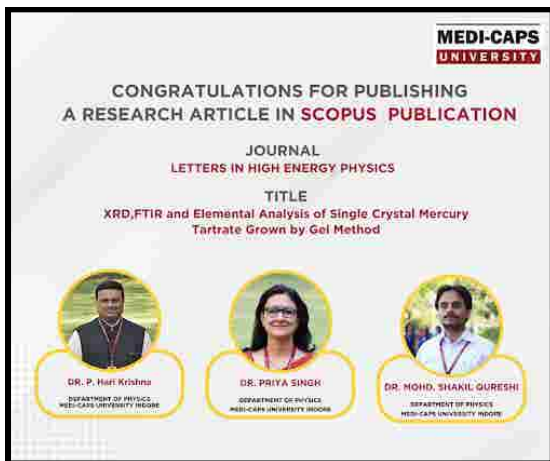 MEDI-CAPS
UNIVERSITY
CONGRATULATIONS FOR PUBLISHING
A RESEARCH ARTICLE IN SCOPUS PUBLICATION
JOURNAL
LETTERS IN HIGH ENERGY PHYSICS
TITLE
XRD,FTIR and Elemental Analysis of Single Crystal Mercury
Tartrate Grown by Gel Method
DR. P. Hari Krishna
DEPARTMENT OF PHYSICS
MEDI-CAPS UNIVERSITY INDORE
DR. PRIYA SINGH
DEPARTMENT OF PHYSICS
MEDI-CAPS UNIVERSITY INDORE
DR. MOHD. SHAKIL QURESHI
DEPARTMENT OF PHYSICS
MEDI-CAPS UNIVERSITY INDORE